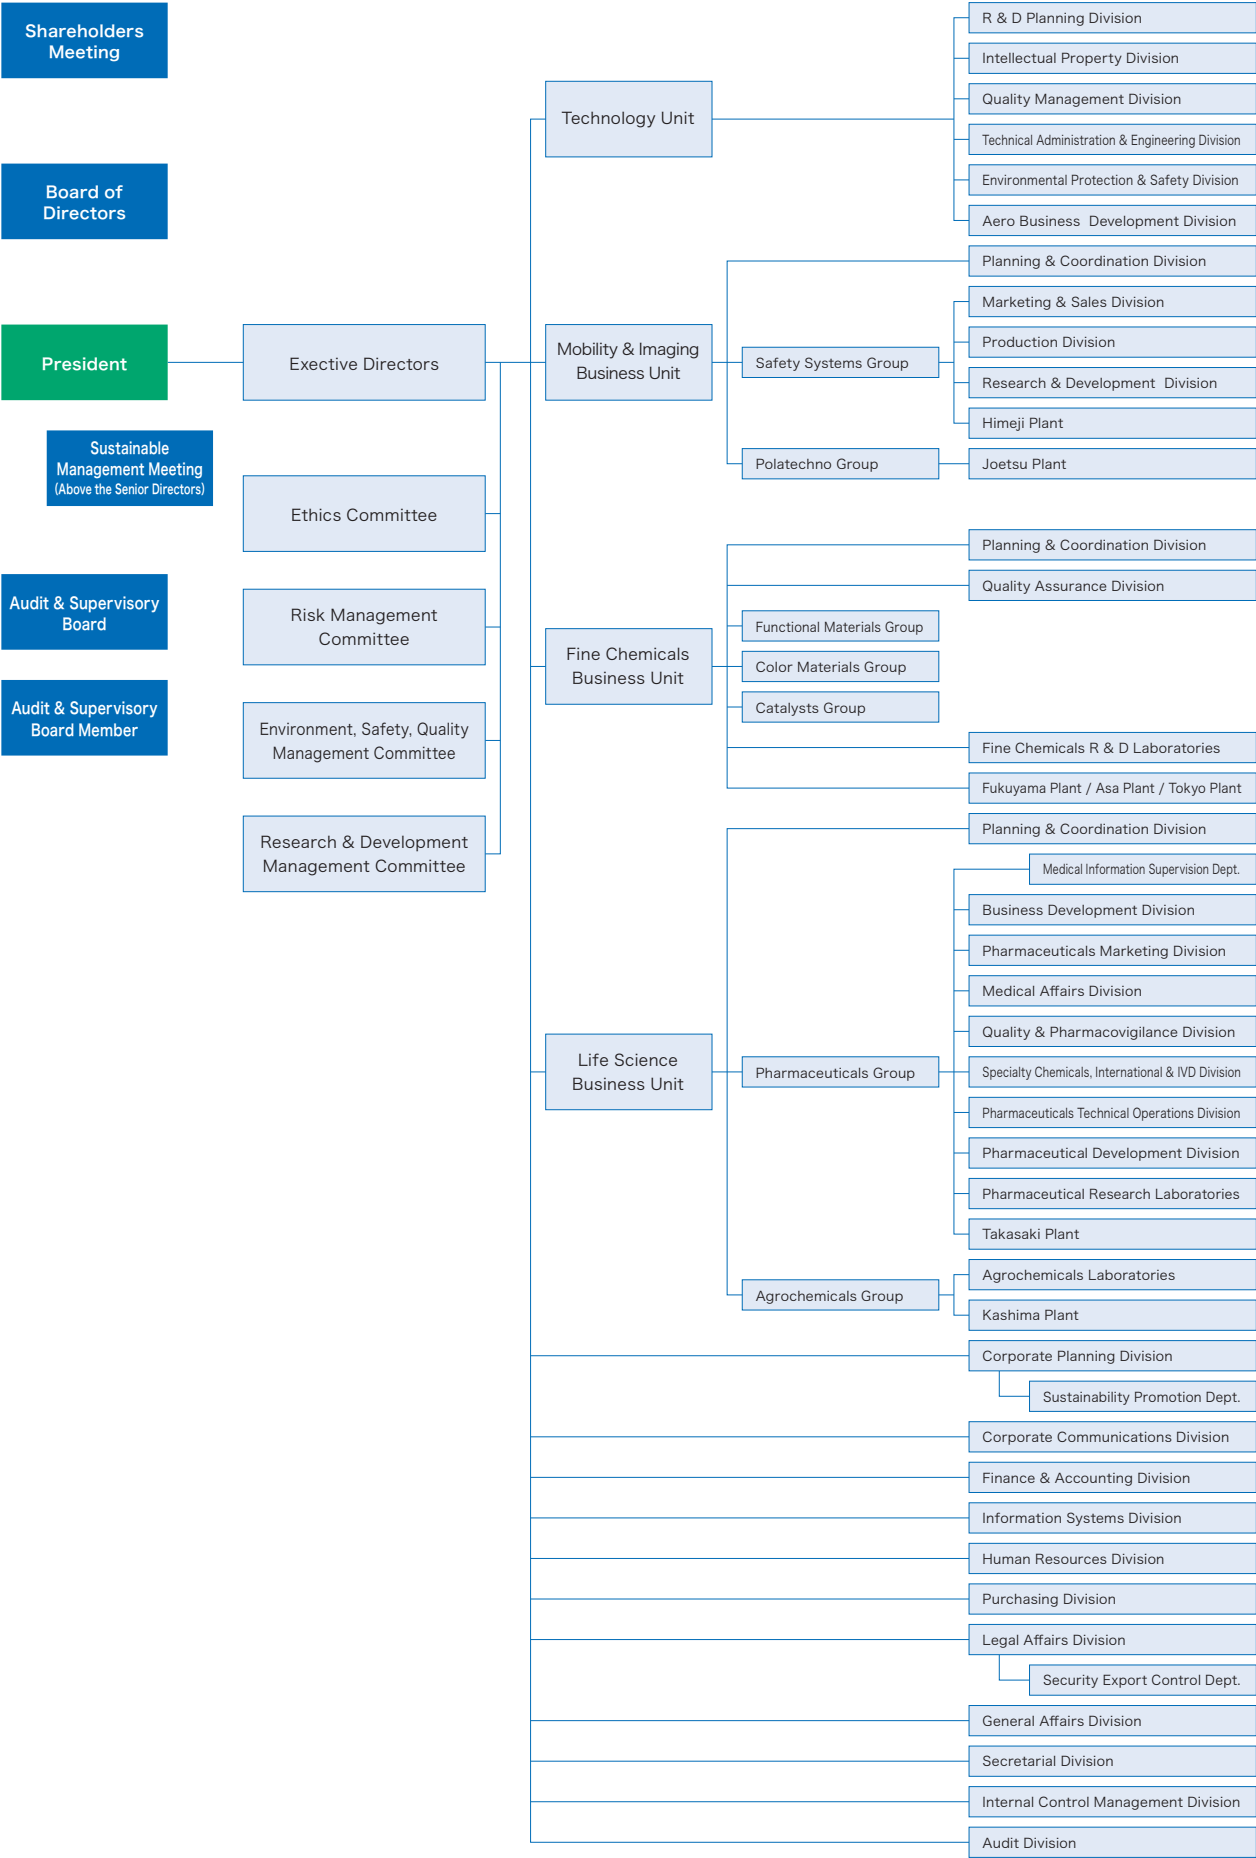 Shareholders
Meeting
Board of
Directors
President
Sustainable
Management Meeting
(Above the Senior Directors)
Audit & Supervisory
Board
Audit & Supervisory
Board Member
Exective Directors
Ethics Committee
Risk Management
Committee
Environment, Safety, Quality
Management Committee
Research & Development
Management Committee
Technology Unit
R & D Planning Division
Intellectual Property Division
Quality Management Division
Technical Administration & Engineering Division
Environmental Protection & Safety Division
Aero Business Development Division
Mobility & Imaging
Business Unit
Planning & Coordination Division
Safety Systems Group
Marketing & Sales Division
Production Division
Research & Development Division
Himeji Plant
Polatechno Group
Joetsu Plant
Fine Chemicals
Business Unit
Planning & Coordination Division
Quality Assurance Division
Functional Materials Group
Color Materials Group
Catalysts Group
Fine Chemicals R & D Laboratories
Fukuyama Plant / Asa Plant / Tokyo Plant
Life Science
Business Unit
Planning & Coordination Division
Pharmaceuticals Group
Medical Information Supervision Dept.
Business Development Division
Pharmaceuticals Marketing Division
Medical Affairs Division
Quality & Pharmacovigilance Division
Specialty Chemicals, International & IVD Division
Pharmaceuticals Technical Operations Division
Pharmaceutical Development Division
Pharmaceutical Research Laboratories
Takasaki Plant
Agrochemicals Group
Agrochemicals Laboratories
Kashima Plant
Corporate Planning Division
Sustainability Promotion Dept.
Corporate Communications Division
Finance & Accounting Division
Information Systems Division
Human Resources Division
Purchasing Division
Legal Affairs Division
Security Export Control Dept.
General Affairs Division
Secretarial Division
Internal Control Management Division
Audit Division